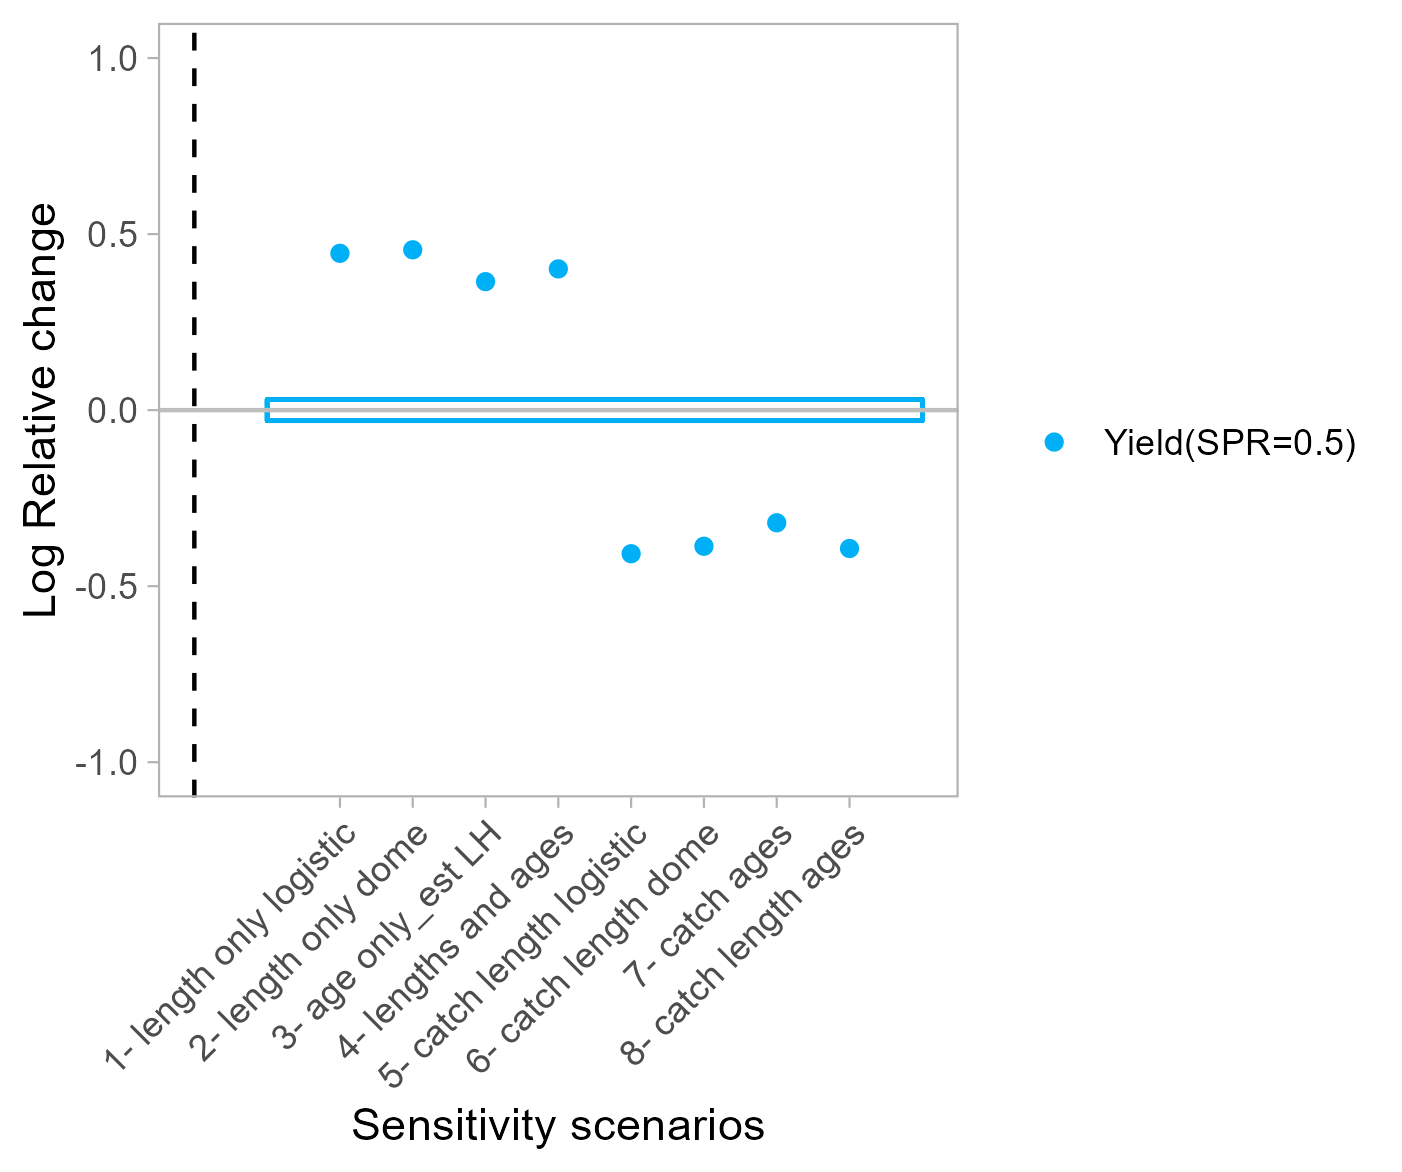 Log Relative change
1.0
0.5
0.0
-0.5
-1.0
1- length only logistic
2- length only dome
3- age only_est LH
4- lengths and ages
5- catch length logistic
6- catch length dome
7- catch ages
8- catch length ages
Sensitivity scenarios
Yield(SPR=0.5)